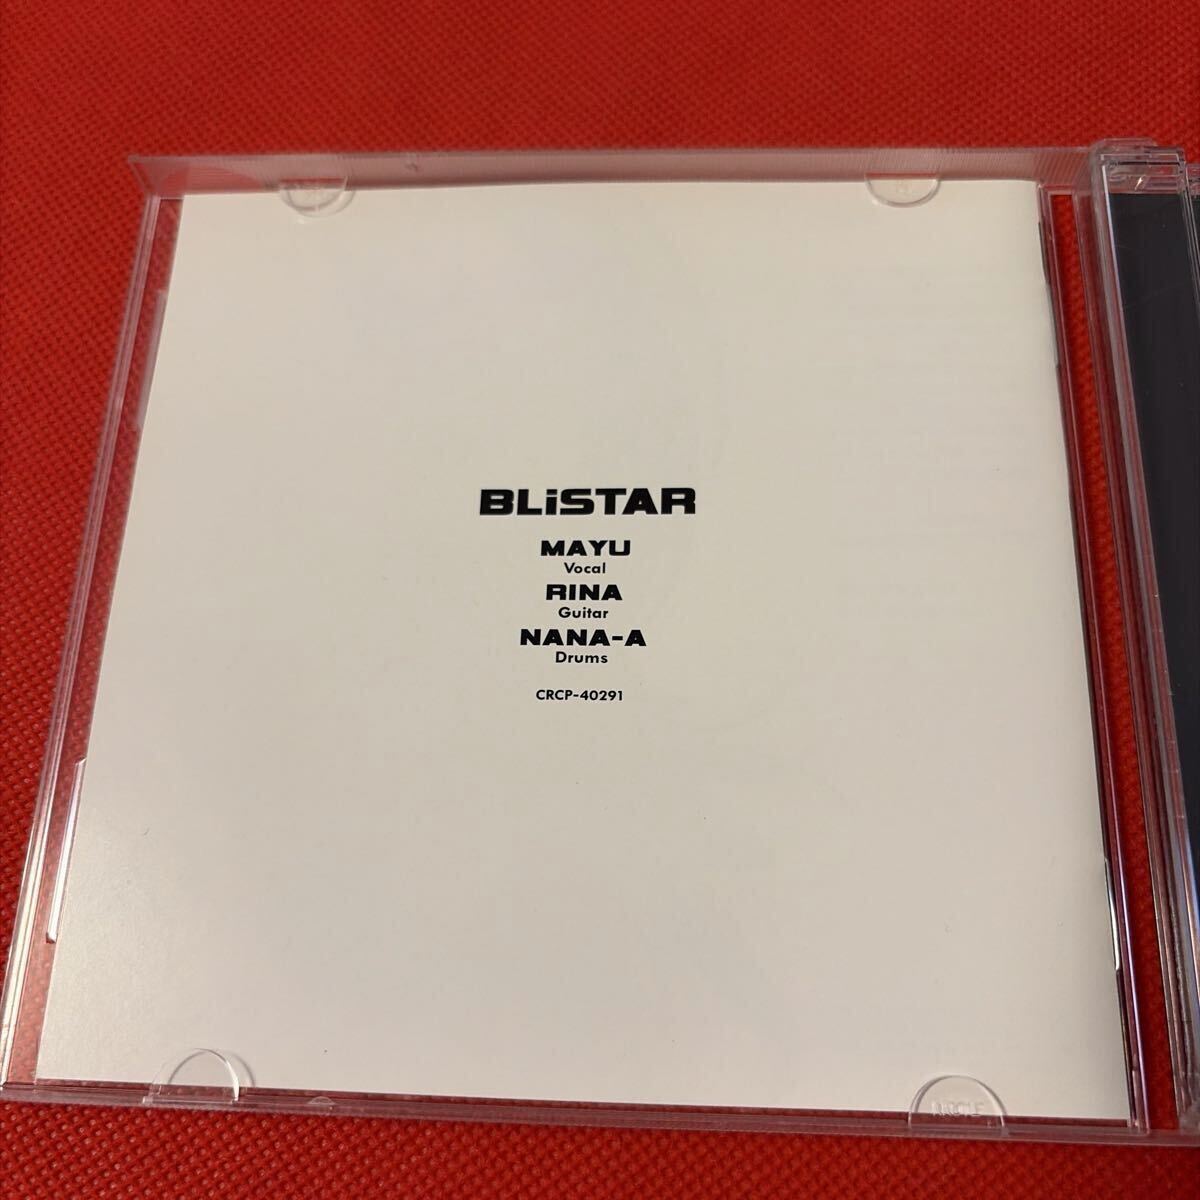 BLiSTAR
MAYU
Vocal
RINA
Guitar
NANA-A
Drums
CRCP-40291